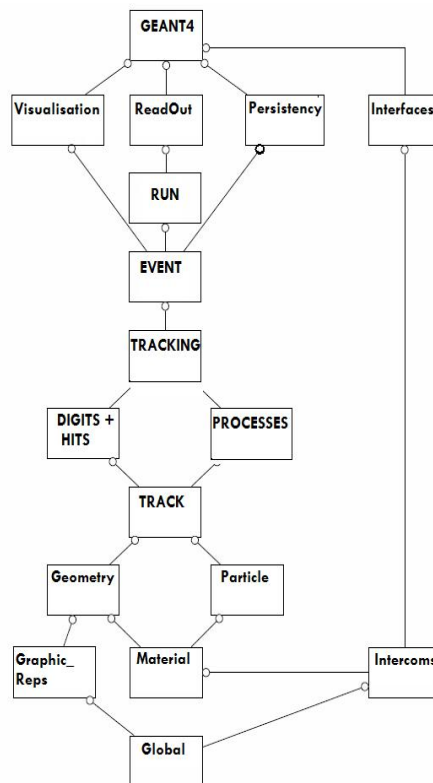 GEANT4
Visualisation
ReadOut
Persistency
Interfaces
RUN
EVENT
TRACKING
DIGITS +
HITS
PROCESSES
TRACK
Geometry
Particle
Graphic_
Reps
Material
Intercoms
Global